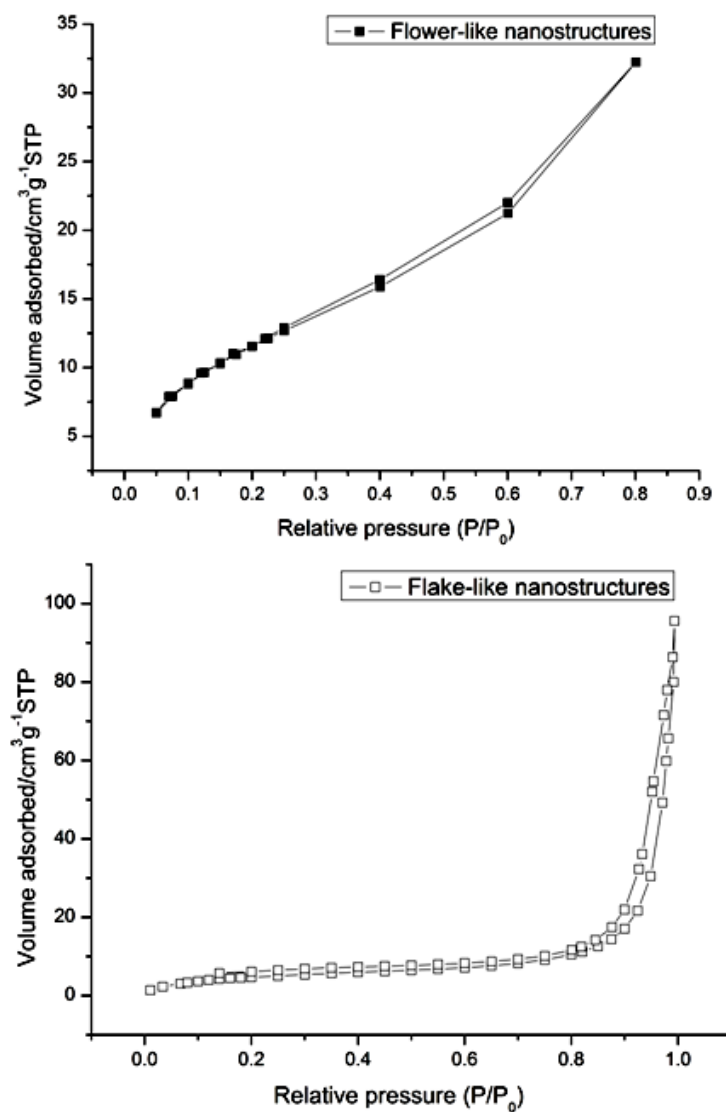 Flower-like nanostructures
35
30
25
20
15
10
5
Volume adsorbed/cm³g⁻¹STP
0.0 0.1 0.2 0.3 0.4 0.5 0.6 0.7 0.8 0.9
Relative pressure (P/P₀)
Flake-like nanostructures
100
80
60
40
20
0
Volume adsorbed/cm³g⁻¹STP
0.0 0.2 0.4 0.6 0.8 1.0
Relative pressure (P/P₀)